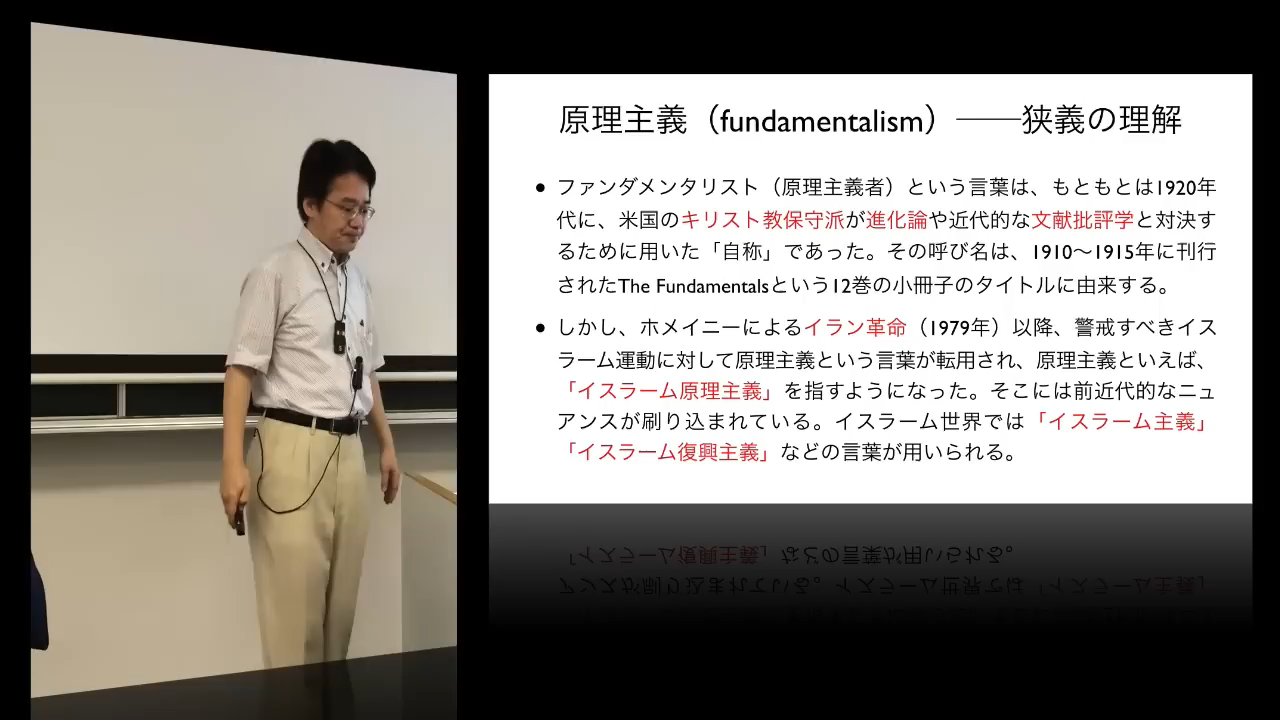 原理主義（fundamentalism）——狭義の理解
• ファンダメンタリスト（原理主義者）という言葉は、もともとは1920年
代に、米国のキリスト教保守派が進化論や近代的な文献批評学と対決す
るために用いた「自称」であった。その呼び名は、1910〜1915年に刊行
されたThe Fundamentalsという12巻の小冊子のタイトルに由来する。
• しかし、ホメイニーによるイラン革命（1979年）以降、警戒すべきイス
ラーム運動に対して原理主義という言葉が転用され、原理主義といえば、
「イスラーム原理主義」を指すようになった。そこには前近代的なニュ
アンスが刷り込まれている。イスラーム世界では「イスラーム主義」
「イスラーム復興主義」などの言葉が用いられる。